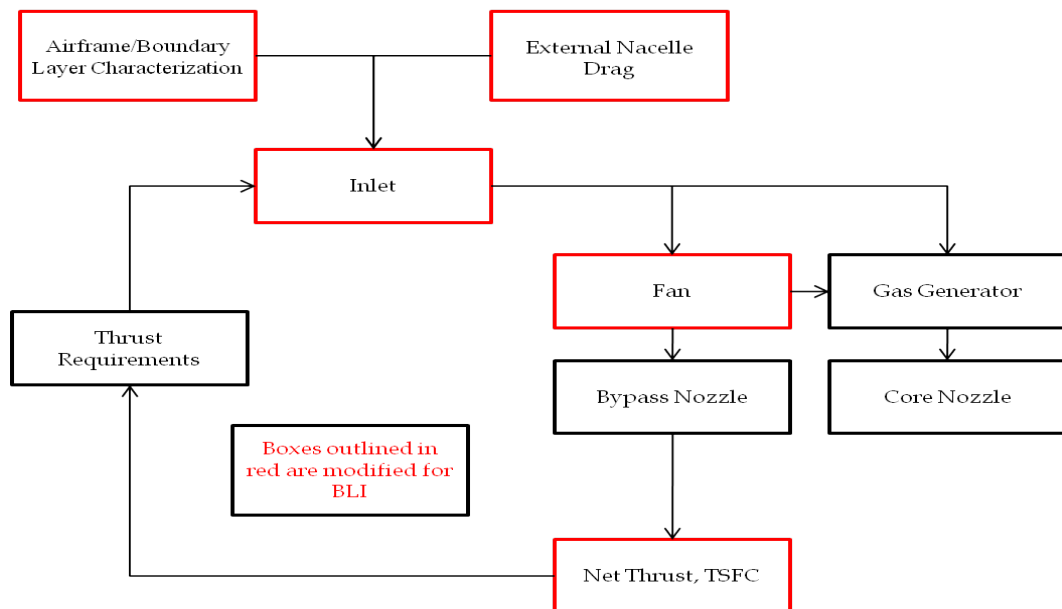 Airframe/Boundary
Layer Characterization
External Nacelle
Drag
Inlet
Fan
Gas Generator
Thrust
Requirements
Bypass Nozzle
Core Nozzle
Boxes outlined in
red are modified for
BLI
Net Thrust, TSFC